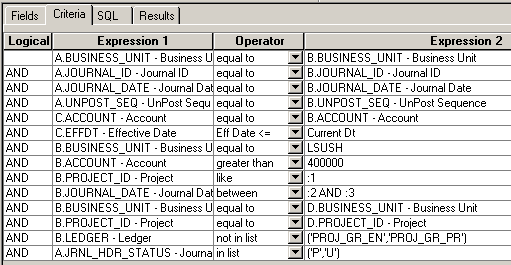 Fields Criteria SQL Results
Logical Expression 1 Operator Expression 2
A.BUSINESS_UNIT - Business U equal to B.BUSINESS_UNIT - Business Unit
AND A.JOURNAL_ID - Journal ID equal to B.JOURNAL_ID - Journal ID
AND A.JOURNAL_DATE - Journal Dat equal to B.JOURNAL_DATE - Journal Date
AND A.UNPOST_SEQ - UnPost Sequ equal to B.UNPOST_SEQ - UnPost Sequence
AND C.ACCOUNT - Account equal to B.ACCOUNT - Account
AND C.EFFDT - Effective Date Eff Date <= Current Dt
AND B.BUSINESS_UNIT - Business U equal to LSUSH
AND B.ACCOUNT - Account greater than 400000
AND B.PROJECT_ID - Project like :1
AND B.JOURNAL_DATE - Journal Dat between :2 AND :3
AND B.BUSINESS_UNIT - Business U equal to D.BUSINESS_UNIT - Business Unit
AND B.PROJECT_ID - Project equal to D.PROJECT_ID - Project
AND B.LEDGER - Ledger not in list ('PROJ_GR_EN','PROJ_GR_PR')
AND A.JRNL_HDR_STATUS - Journa in list ('P','U')